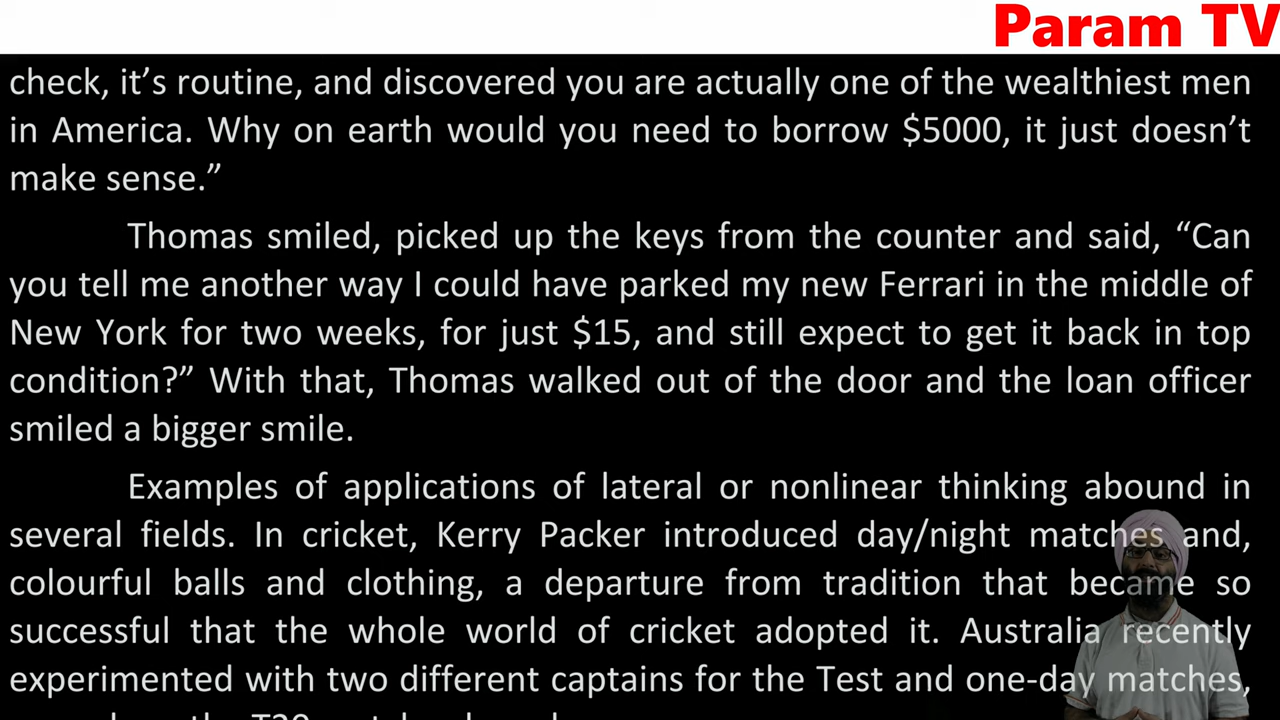 Param TV
check, it’s routine, and discovered you are actually one of the wealthiest men
in America. Why on earth would you need to borrow $5000, it just doesn’t
make sense.”
Thomas smiled, picked up the keys from the counter and said, “Can
you tell me another way I could have parked my new Ferrari in the middle of
New York for two weeks, for just $15, and still expect to get it back in top
condition?” With that, Thomas walked out of the door and the loan officer
smiled a bigger smile.
Examples of applications of lateral or nonlinear thinking abound in
several fields. In cricket, Kerry Packer introduced day/night matches and,
colourful balls and clothing, a departure from tradition that became so
successful that the whole world of cricket adopted it. Australia recently
experimented with two different captains for the Test and one-day matches,